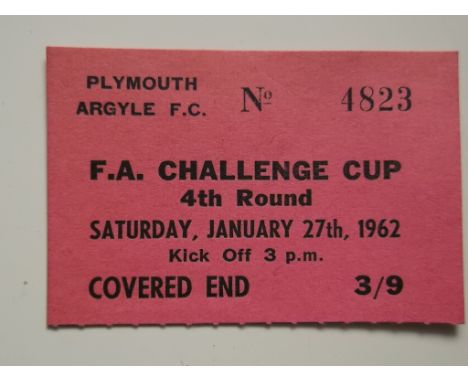 PLYMOUTH
ARGYLE F.C. No 4823
F.A. CHALLENGE CUP
4th Round
SATURDAY, JANUARY 27th, 1962
Kick Off 3 p.m.
COVERED END 3/9